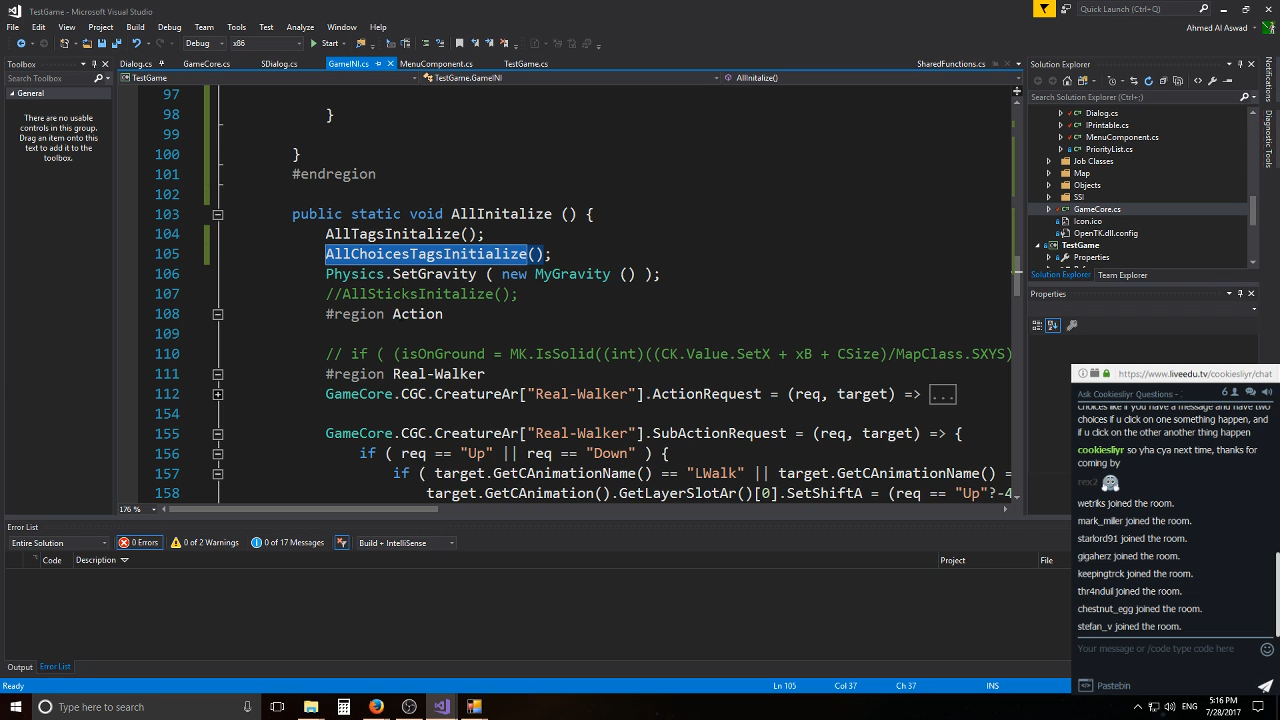 TestGame - Microsoft Visual Studio
Quick Launch (Ctrl+Q)
File Edit View Project Build Debug Team Tools Test Analyze Window Help
Ahmed Al Aswad
Debug x86 Start
Toolbox
Search Toolbox
General
There are no usable
controls in this group.
Drag an item onto this
text to add it to the
toolbox.
Dialog.cs GameCore.cs SDialog.cs GameINI.cs MenuComponent.cs TestGame.cs SharedFunctions.cs
TestGame TestGame.GameINI AllInitalize()
97
98 }
99
100 }
101 #endregion
102
103 public static void AllInitalize () {
104 AllTagsInitalize();
105 AllChoicesTagsInitialize();
106 Physics.SetGravity ( new MyGravity () );
107 //AllSticksInitalize();
108 #region Action
109
110 // if ( (isOnGround = MK.IsSolid((int)((CK.Value.SetX + xB + CSize)/MapClass.SXYS)
111 #region Real-Walker
112 GameCore.CGC.CreatureAr["Real-Walker"].ActionRequest = (req, target) => ...
154
155 GameCore.CGC.CreatureAr["Real-Walker"].SubActionRequest = (req, target) => {
156 if ( req == "Up" || req == "Down" ) {
157 if ( target.GetCAnimationName() == "LWalk" || target.GetCAnimationName() =
158 target.GetCAnimation().GetLayerSlotAr()[0].SetShiftA = (req == "Up"?-4
176 %
Solution Explorer
Search Solution Explorer (Ctrl+;)
Dialog.cs
IPrintable.cs
MenuComponent.cs
PriorityList.cs
Job Classes
Map
Objects
SSI
GameCore.cs
Icon.ico
OpenTK.dll.config
TestGame
Properties
Solution Explorer Team Explorer
Properties
Notifications
Diagnostic Tools
Error List
Entire Solution 0 Errors 0 of 2 Warnings 0 of 17 Messages Build + IntelliSense
Code Description Project File
Output Error List
Ready Ln 105 Col 37 Ch 37 INS
https://www.liveedu.tv/cookiesliyr/chat
Ask Cookiesliyr Questions - . 6
choices like if you have a message and have two
choices if u click on one something happen, and
if u click on the other another thing happen
cookiesliyr so yha cya next time, thanks for
coming by
rex2
wetriks joined the room.
mark_miller joined the room.
starlord91 joined the room.
gigaherz joined the room.
keepingtrck joined the room.
thr4nduil joined the room.
chestnut_egg joined the room.
stefan_v joined the room.
Your message or /code type code here
Pastebin
Type here to search
ENG
5:16 PM
7/28/2017